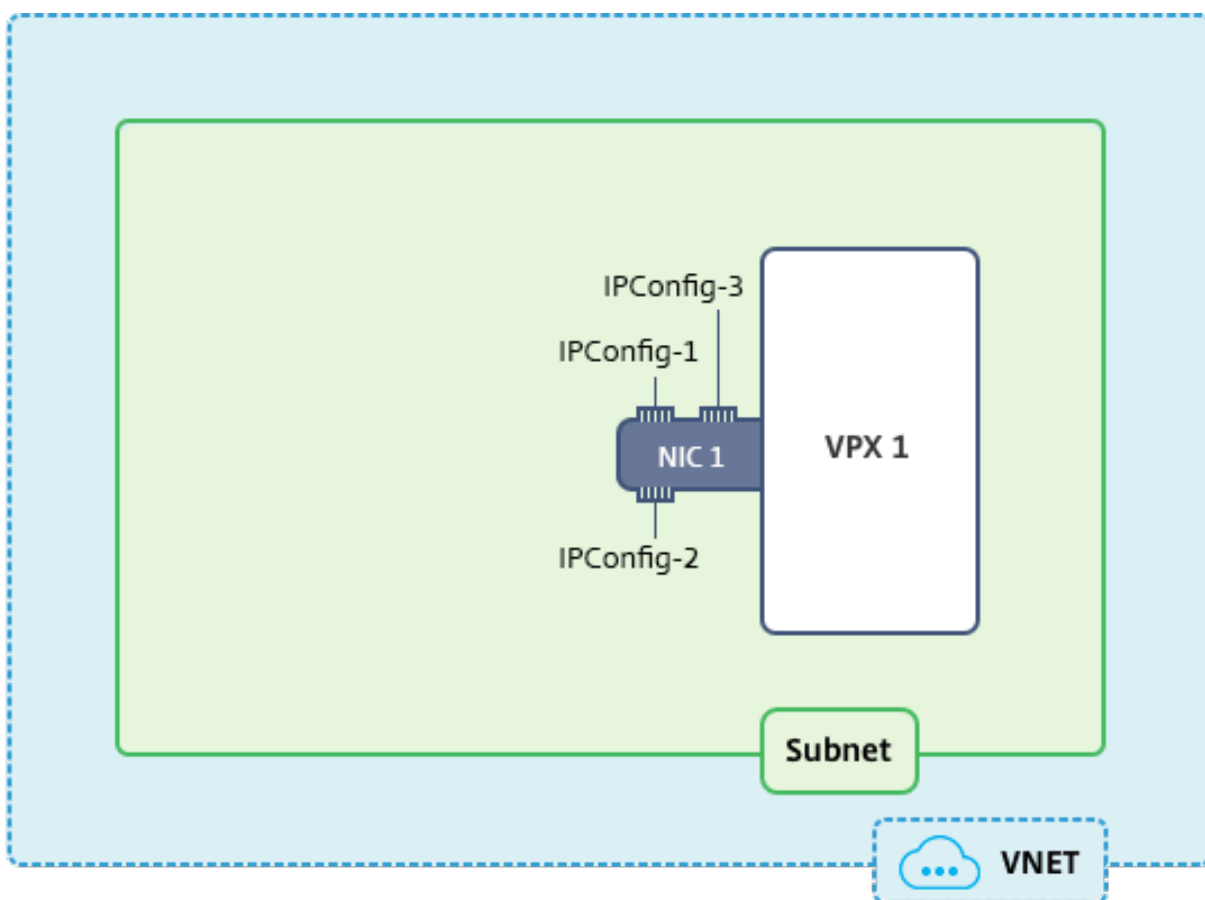 IPConfig-3
IPConfig-1
NIC 1
VPX 1
IPConfig-2
Subnet
VNET